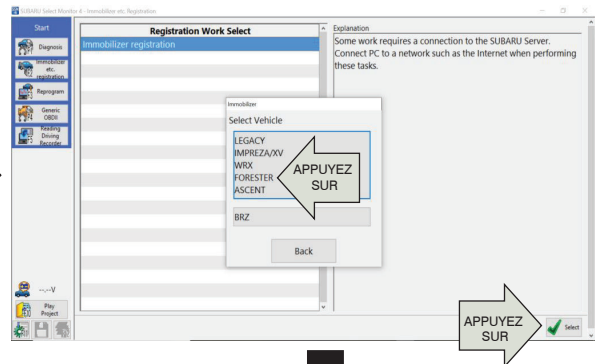 SUBARU Select Monitor 4 - Immobilizer etc. Registration
Start
Diagnosis
Immobilizer
etc.
registration
Reprogram
Generic
OBDII
Reading
Driving
Recorder
--.--V
Play
Project
Registration Work Select
Immobilizer registration
Explanation
Some work requires a connection to the SUBARU Server.
Connect PC to a network such as the Internet when performing
these tasks.
Immobilizer
Select Vehicle
LEGACY
IMPREZA/XV
WRX
FORESTER
ASCENT
BRZ
Back
APPUYEZ
SUR
APPUYEZ
SUR
Select